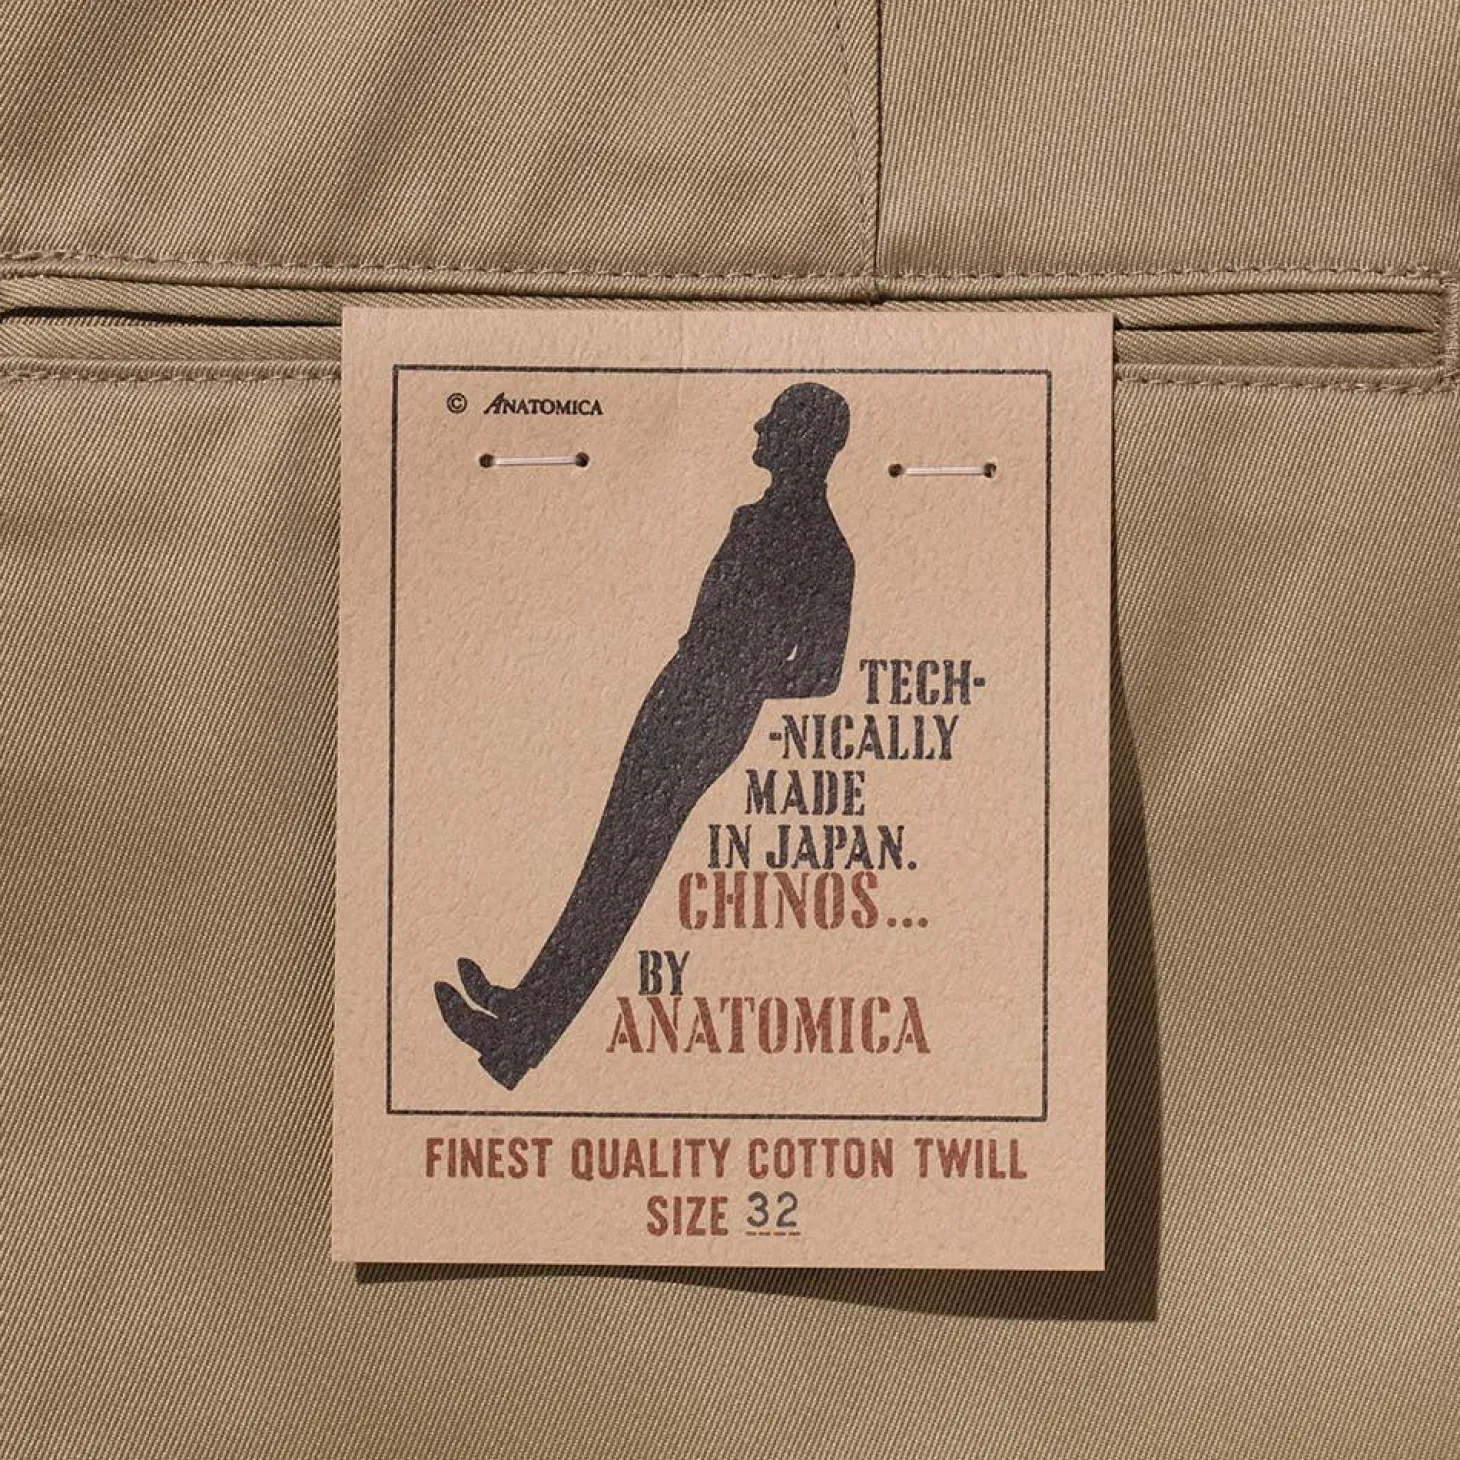 © ANATOMICA
TECH-
-NICALLY
MADE
IN JAPAN.
CHINOS...
BY
ANATOMICA
FINEST QUALITY COTTON TWILL
SIZE 32